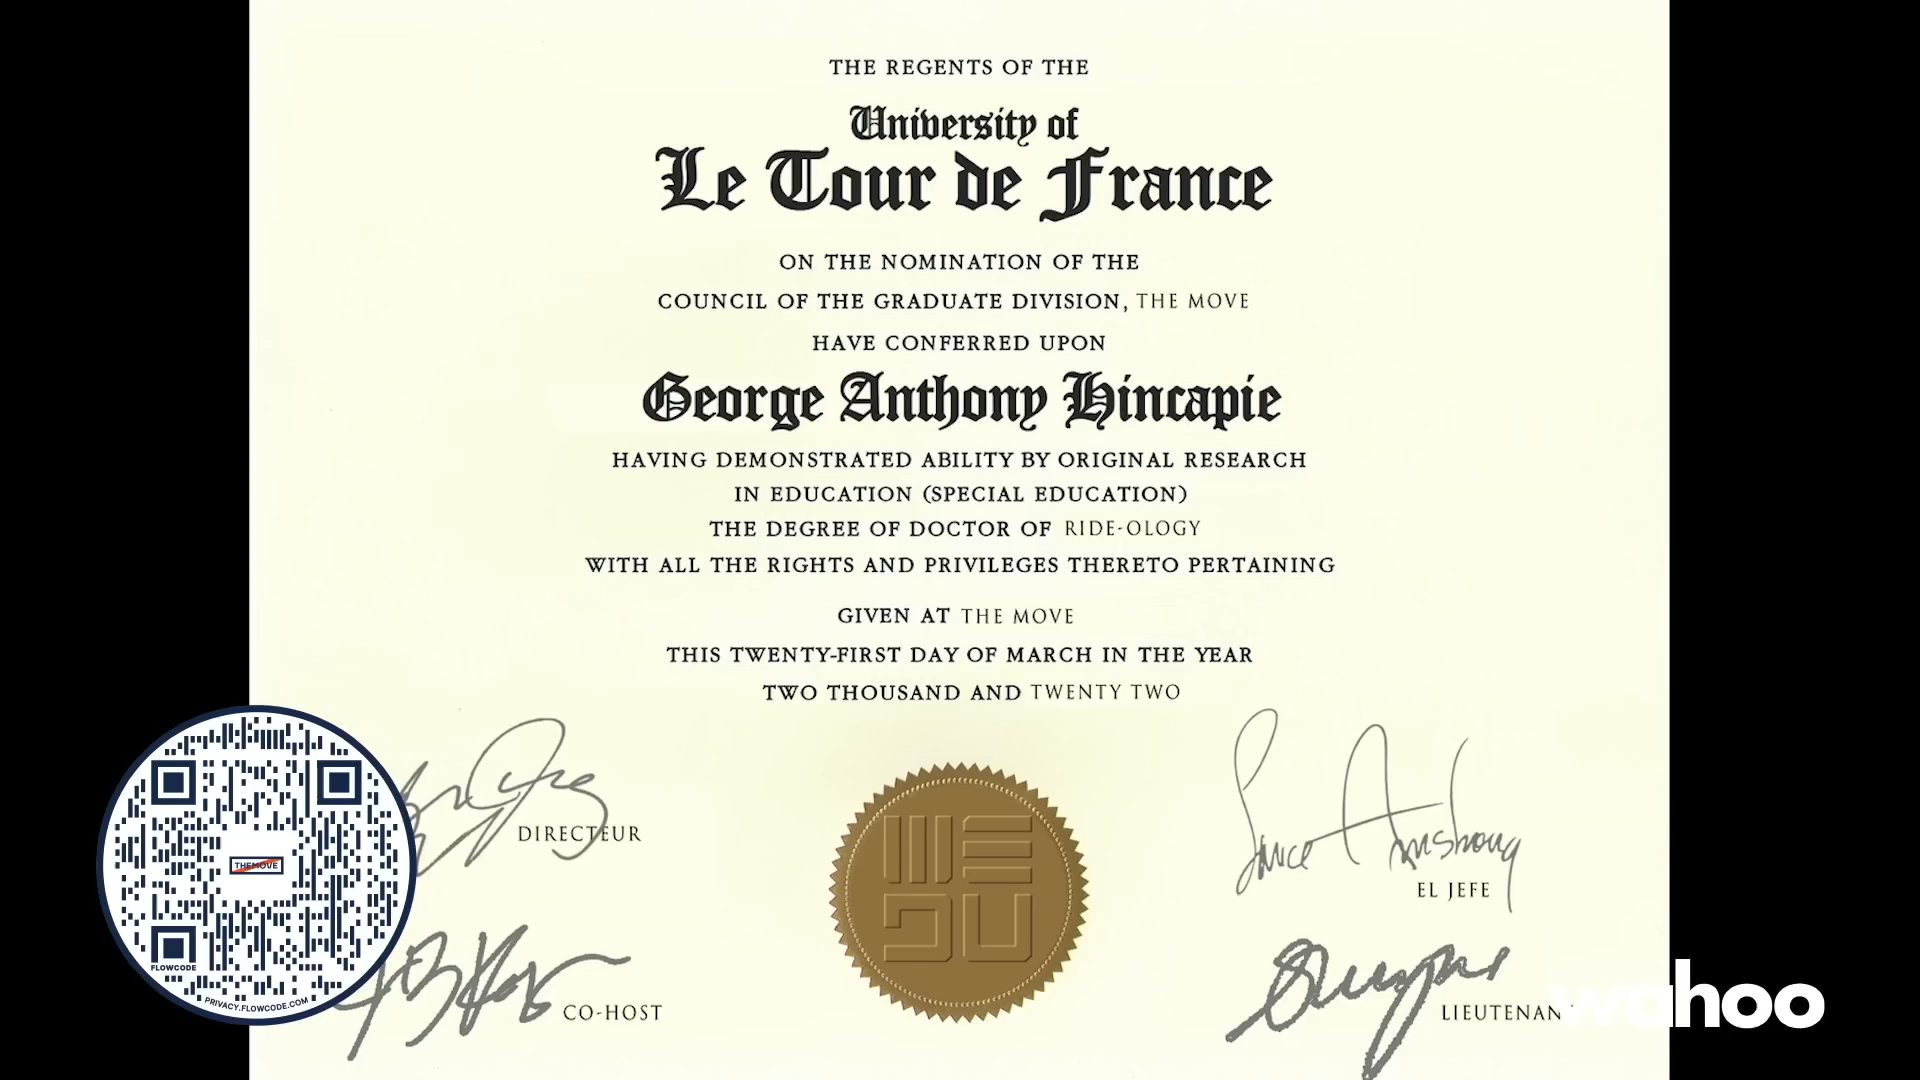 THE REGENTS OF THE
University of
Le Tour de France
ON THE NOMINATION OF THE
COUNCIL OF THE GRADUATE DIVISION, THE MOVE
HAVE CONFERRED UPON
George Anthony Hincapie
HAVING DEMONSTRATED ABILITY BY ORIGINAL RESEARCH
IN EDUCATION (SPECIAL EDUCATION)
THE DEGREE OF DOCTOR OF RIDE-OLOGY
WITH ALL THE RIGHTS AND PRIVILEGES THERETO PERTAINING
GIVEN AT THE MOVE
THIS TWENTY-FIRST DAY OF MARCH IN THE YEAR
TWO THOUSAND AND TWENTY TWO
DIRECTEUR
Lance Armstrong
EL JEFE
WEDU
THEMOVE
FLOWCODE
PRIVACY.FLOWCODE.COM
CO-HOST
LIEUTENAN
wahoo